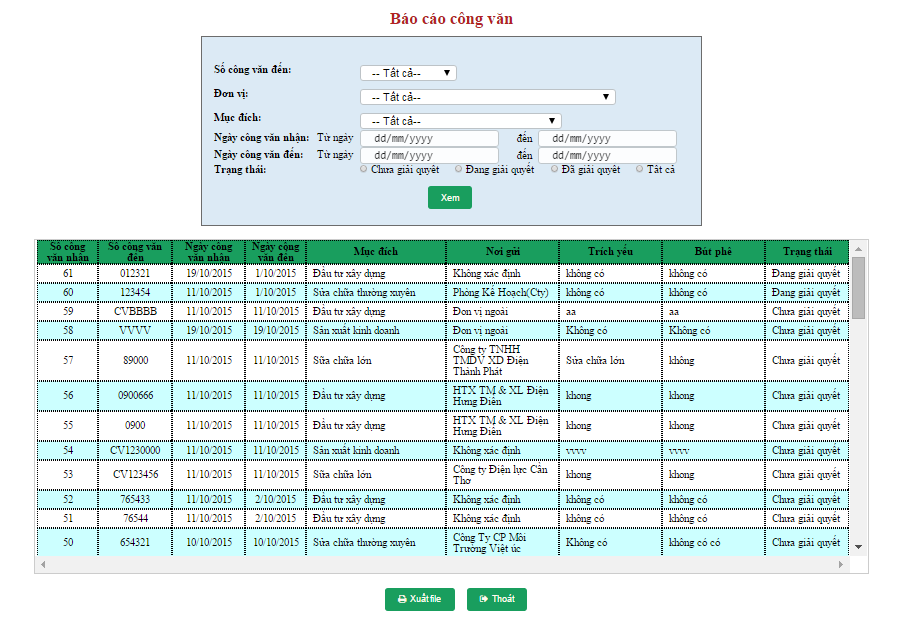 Báo cáo công văn
Số công văn đến: -- Tất cả--
Đơn vị: -- Tất cả--
Mục đích: -- Tất cả--
Ngày công văn nhận: Từ ngày dd/mm/yyyy đến dd/mm/yyyy
Ngày công văn đến: Từ ngày dd/mm/yyyy đến dd/mm/yyyy
Trạng thái: Chưa giải quyết Đang giải quyết Đã giải quyết Tất cả
Xem
Số công văn nhận Số công văn đến Ngày công văn nhận Ngày công văn đến Mục đích Nơi gửi Trích yếu Bút phê Trạng thái
61 012321 19/10/2015 1/10/2015 Đầu tư xây dựng Không xác định không có không có Đang giải quyết
60 123454 11/10/2015 1/10/2015 Sửa chữa thường xuyên Phòng Kế Hoạch(Cty) không có không có Đang giải quyết
59 CVBBBB 11/10/2015 11/10/2015 Đầu tư xây dựng Đơn vị ngoài aa aa Chưa giải quyết
58 VVVV 19/10/2015 19/10/2015 Sản xuất kinh doanh Đơn vị ngoài Không có Không có Chưa giải quyết
57 89000 11/10/2015 11/10/2015 Sữa chữa lớn Công ty TNHH TMDV XD Điện Thành Phát Sữa chữa lớn không Chưa giải quyết
56 0900666 11/10/2015 11/10/2015 Đầu tư xây dựng HTX TM & XL Điện Hưng Điền khong khong Chưa giải quyết
55 0900 11/10/2015 11/10/2015 Đầu tư xây dựng HTX TM & XL Điện Hưng Điền khong khong Chưa giải quyết
54 CV1230000 11/10/2015 11/10/2015 Sản xuất kinh doanh Không xác định vvvv vvvv Chưa giải quyết
53 CV123456 11/10/2015 11/10/2015 Sữa chữa lớn Công ty Điện lực Cần Thơ khong khong Chưa giải quyết
52 765433 11/10/2015 2/10/2015 Đầu tư xây dựng Không xác định không có không có Chưa giải quyết
51 76544 11/10/2015 2/10/2015 Đầu tư xây dựng Không xác định không có không có Chưa giải quyết
50 654321 10/10/2015 10/10/2015 Sửa chữa thường xuyên Công Ty CP Môi Trường Việt úc Không có không có có Chưa giải quyết
Xuất file Thoát